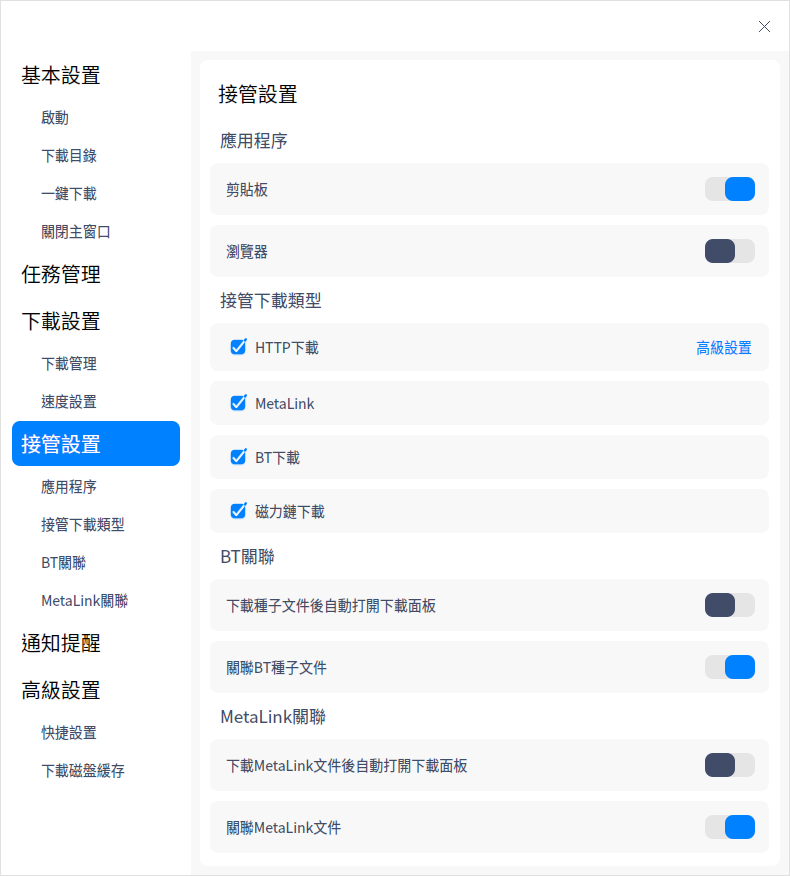 基本設置
啟動
下載目錄
一鍵下載
關閉主窗口
任務管理
下載設置
下載管理
速度設置
接管設置
應用程序
接管下載類型
BT關聯
MetaLink關聯
通知提醒
高級設置
快捷設置
下載磁盤緩存
接管設置
應用程序
剪貼板
瀏覽器
接管下載類型
HTTP下載 高級設置
MetaLink
BT下載
磁力鏈下載
BT關聯
下載種子文件後自動打開下載面板
關聯BT種子文件
MetaLink關聯
下載MetaLink文件後自動打開下載面板
關聯MetaLink文件